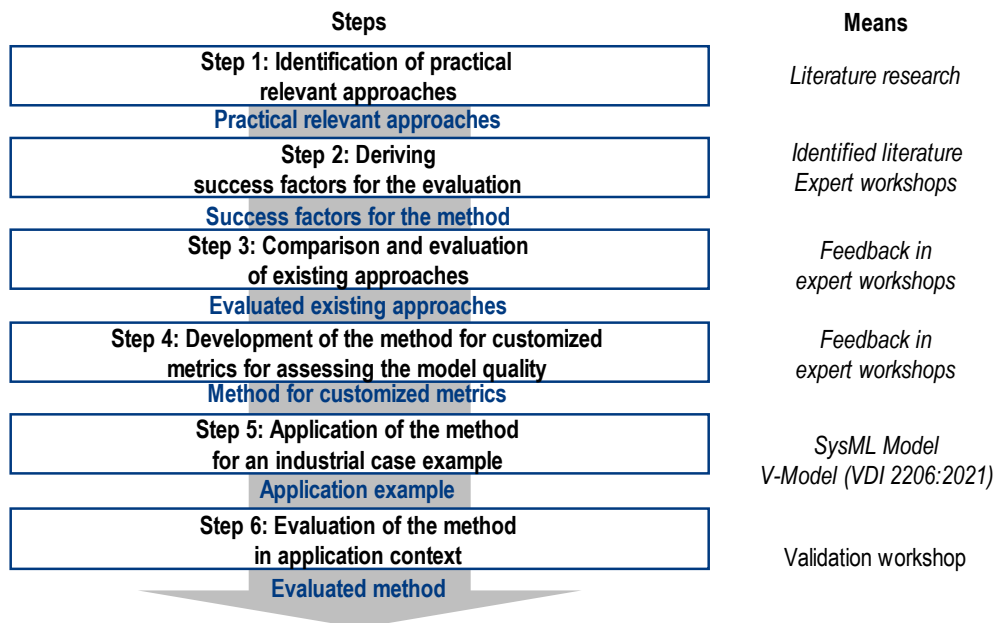 Steps
Means
Step 1: Identification of practical
relevant approaches
Literature research
Practical relevant approaches
Step 2: Deriving
success factors for the evaluation
Identified literature
Expert workshops
Success factors for the method
Step 3: Comparison and evaluation
of existing approaches
Feedback in
expert workshops
Evaluated existing approaches
Step 4: Development of the method for customized
metrics for assessing the model quality
Feedback in
expert workshops
Method for customized metrics
Step 5: Application of the method
for an industrial case example
SysML Model
V-Model (VDI 2206:2021)
Application example
Step 6: Evaluation of the method
in application context
Validation workshop
Evaluated method